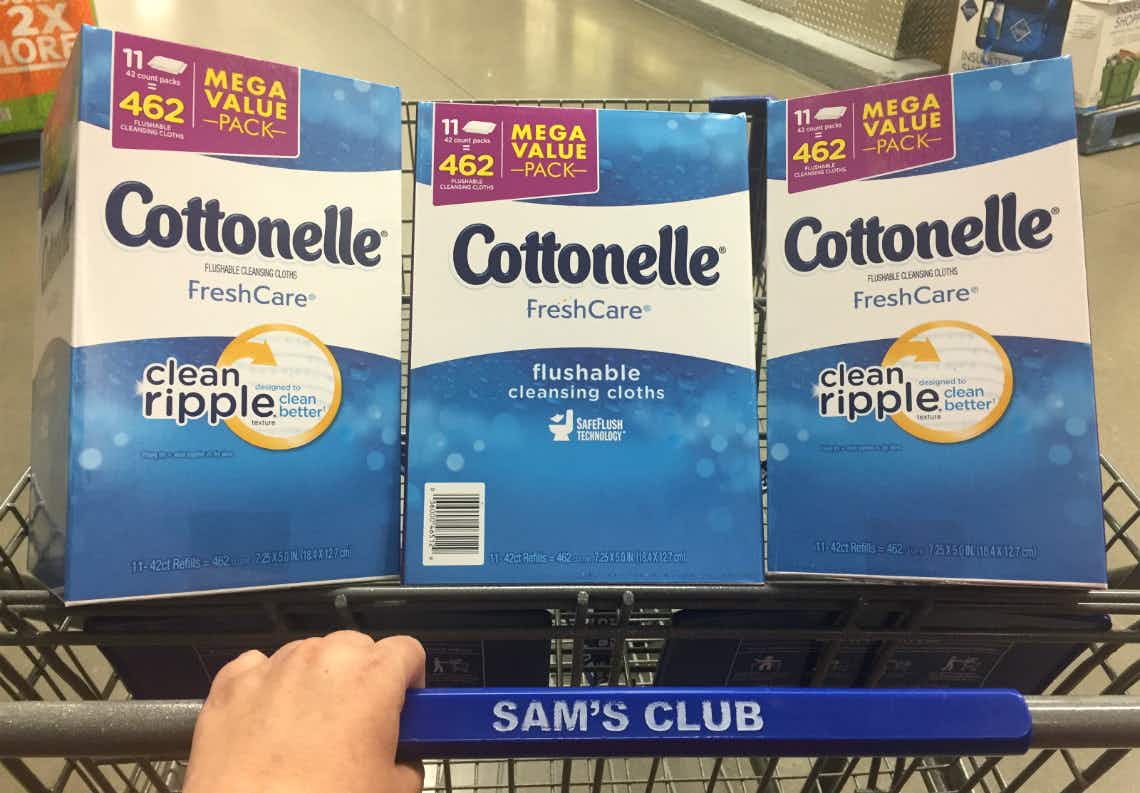 2X
MORE
11
42 count packs
=
462
FLUSHABLE
CLEANSING CLOTHS
MEGA
VALUE
PACK
Cottonelle®
FLUSHABLE CLEANSING CLOTHS
FreshCare®
clean
ripple
texture
designed to
clean
better†
11-42ct Refills = 462 7.25 X 5.0 IN. (18.4 X 12.7 cm)
11
42 count packs
=
462
FLUSHABLE
CLEANSING CLOTHS
MEGA
VALUE
PACK
Cottonelle®
FreshCare®
flushable
cleansing cloths
SAFEFLUSH
TECHNOLOGY
11-42ct Refills = 462 7.25 X 5.0 IN. (18.4 X 12.7 cm)
11
42 count packs
=
462
FLUSHABLE
CLEANSING CLOTHS
MEGA
VALUE
PACK
Cottonelle®
FLUSHABLE CLEANSING CLOTHS
FreshCare®
clean
ripple
texture
designed to
clean
better†
11-42ct Refills = 462 7.25 X 5.0 IN. (18.4 X 12.7 cm)
SAM'S CLUB